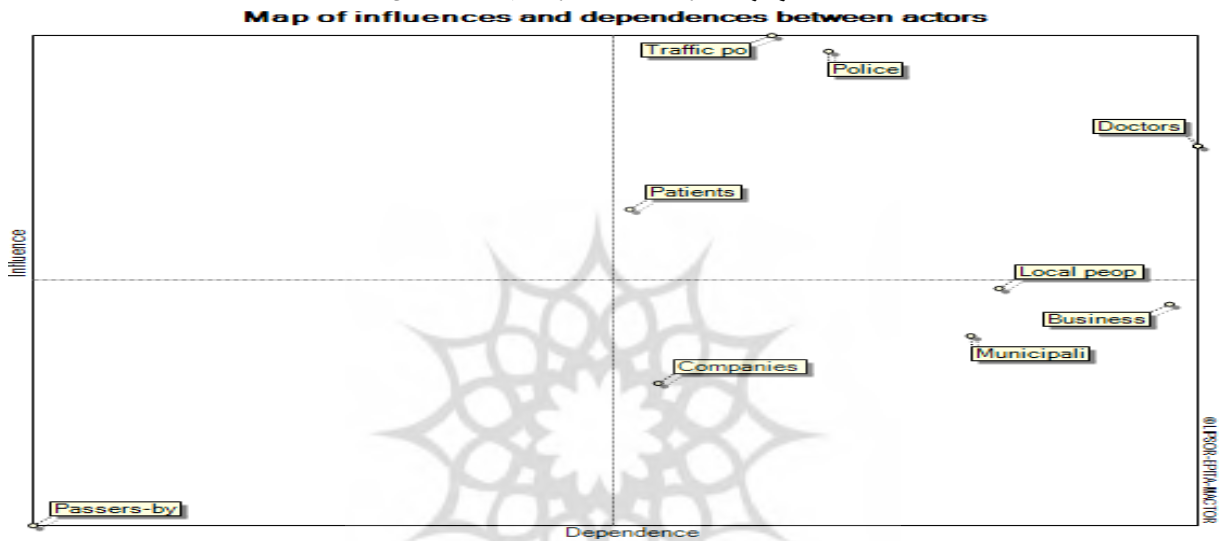 Map of influences and dependences between actors
Traffic po
Police
Doctors
Patients
Influence
Local peop
Business
Municipali
Companies
Passers-by
Dependence
©LIPSOR-EPITA-MACTOR